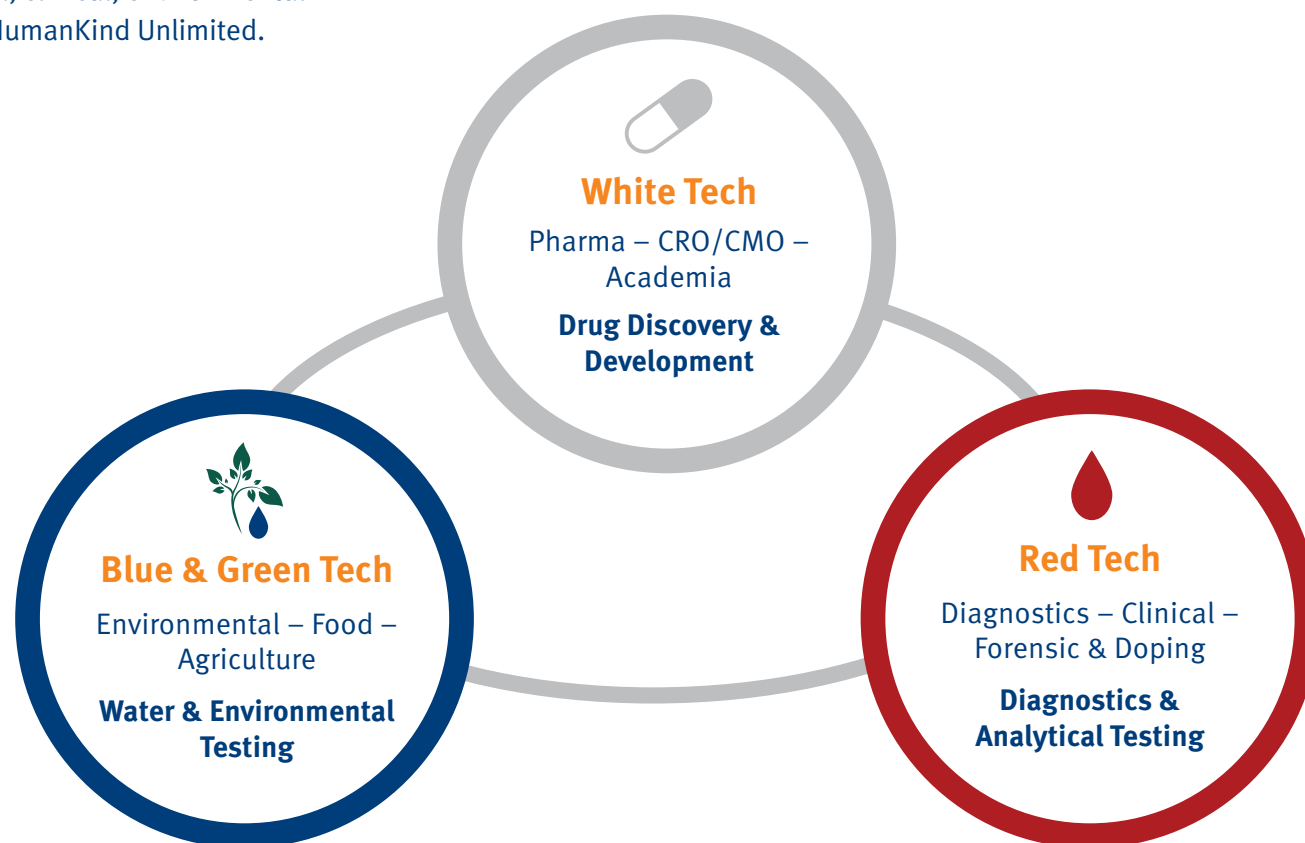 HumanKind Unlimited.
White Tech
Pharma – CRO/CMO –
Academia
Drug Discovery &
Development
Blue & Green Tech
Environmental – Food –
Agriculture
Water & Environmental
Testing
Red Tech
Diagnostics – Clinical –
Forensic & Doping
Diagnostics &
Analytical Testing